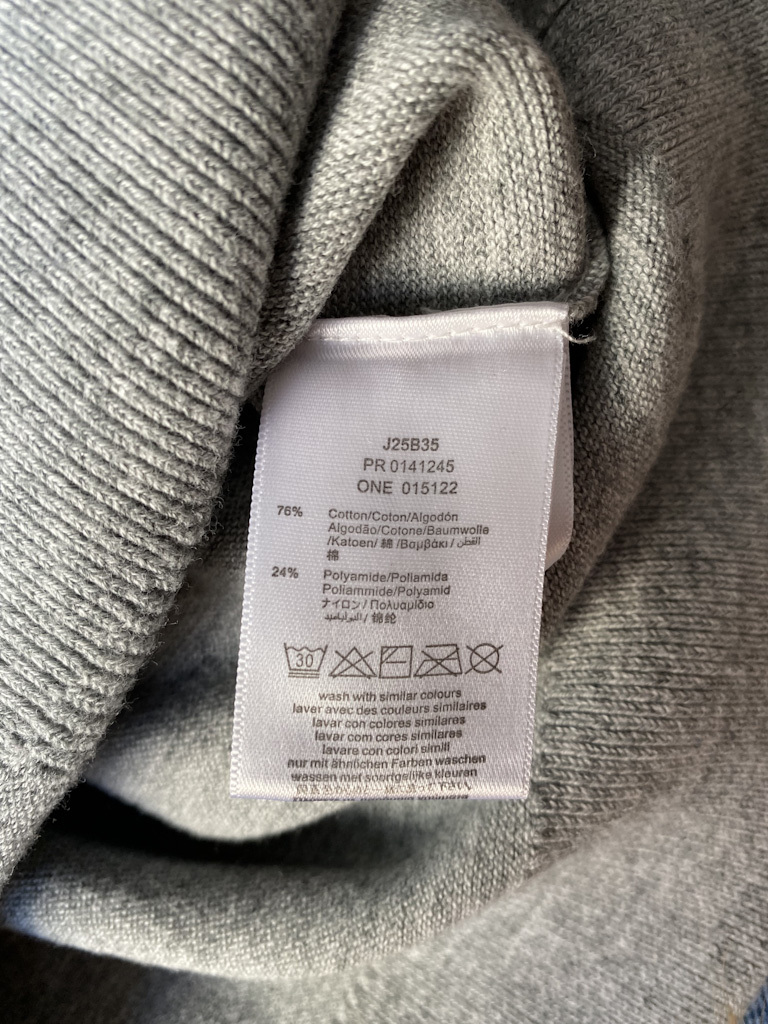 J25B35
PR 0141245
ONE 015122
76% Cotton/Coton/Algodón
Algodão/Cotone/Baumwolle
/Katoen/ 綿 /Βαμβάκι / القطن
棉
24% Polyamide/Poliamida
Poliammide/Polyamid
ナイロン / Πολυαμίδιο
/ 锦纶
30
wash with similar colours
laver avec des couleurs similaires
lavar con colores similares
lavar com cores similares
lavare con colori simili
nur mit ähnlichen Farben waschen
wassen met soortgelijke kleuren